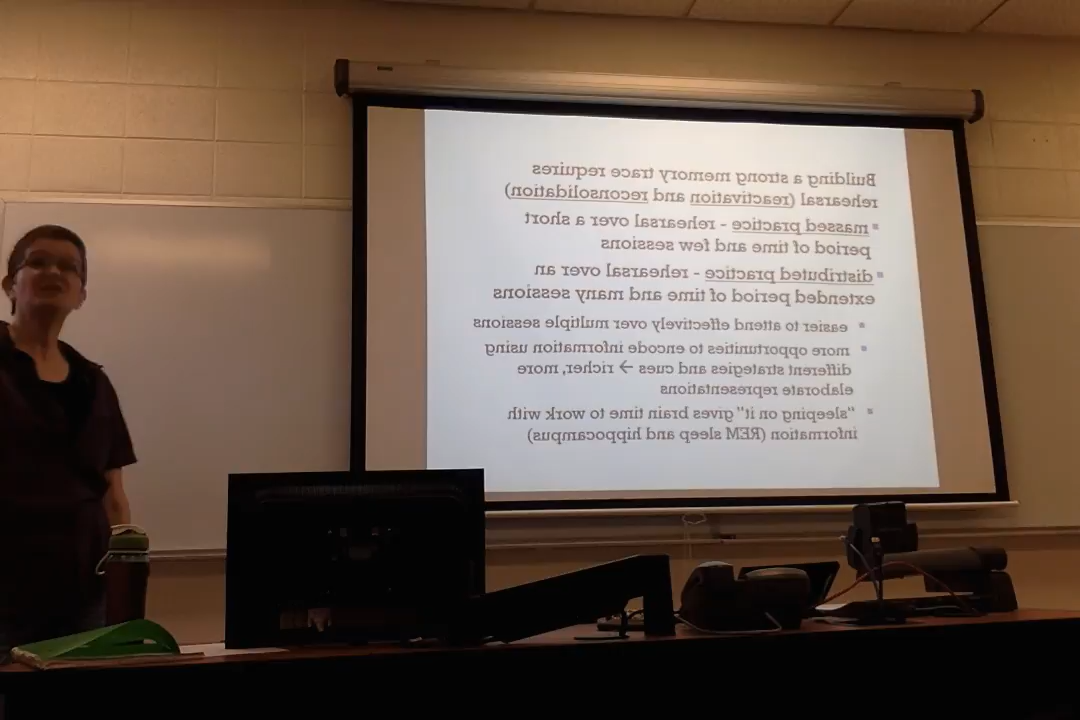 Building a strong memory trace requires
rehearsal (reactivation and reconsolidation)
▪ massed practice - rehearsal over a short
period of time and few sessions
▪ distributed practice - rehearsal over an
extended period of time and many sessions
▪ easier to attend effectively over multiple sessions
▪ more opportunities to encode information using
different strategies and cues → richer, more
elaborate representations
▪ "sleeping on it" gives brain time to work with
information (REM sleep and hippocampus)